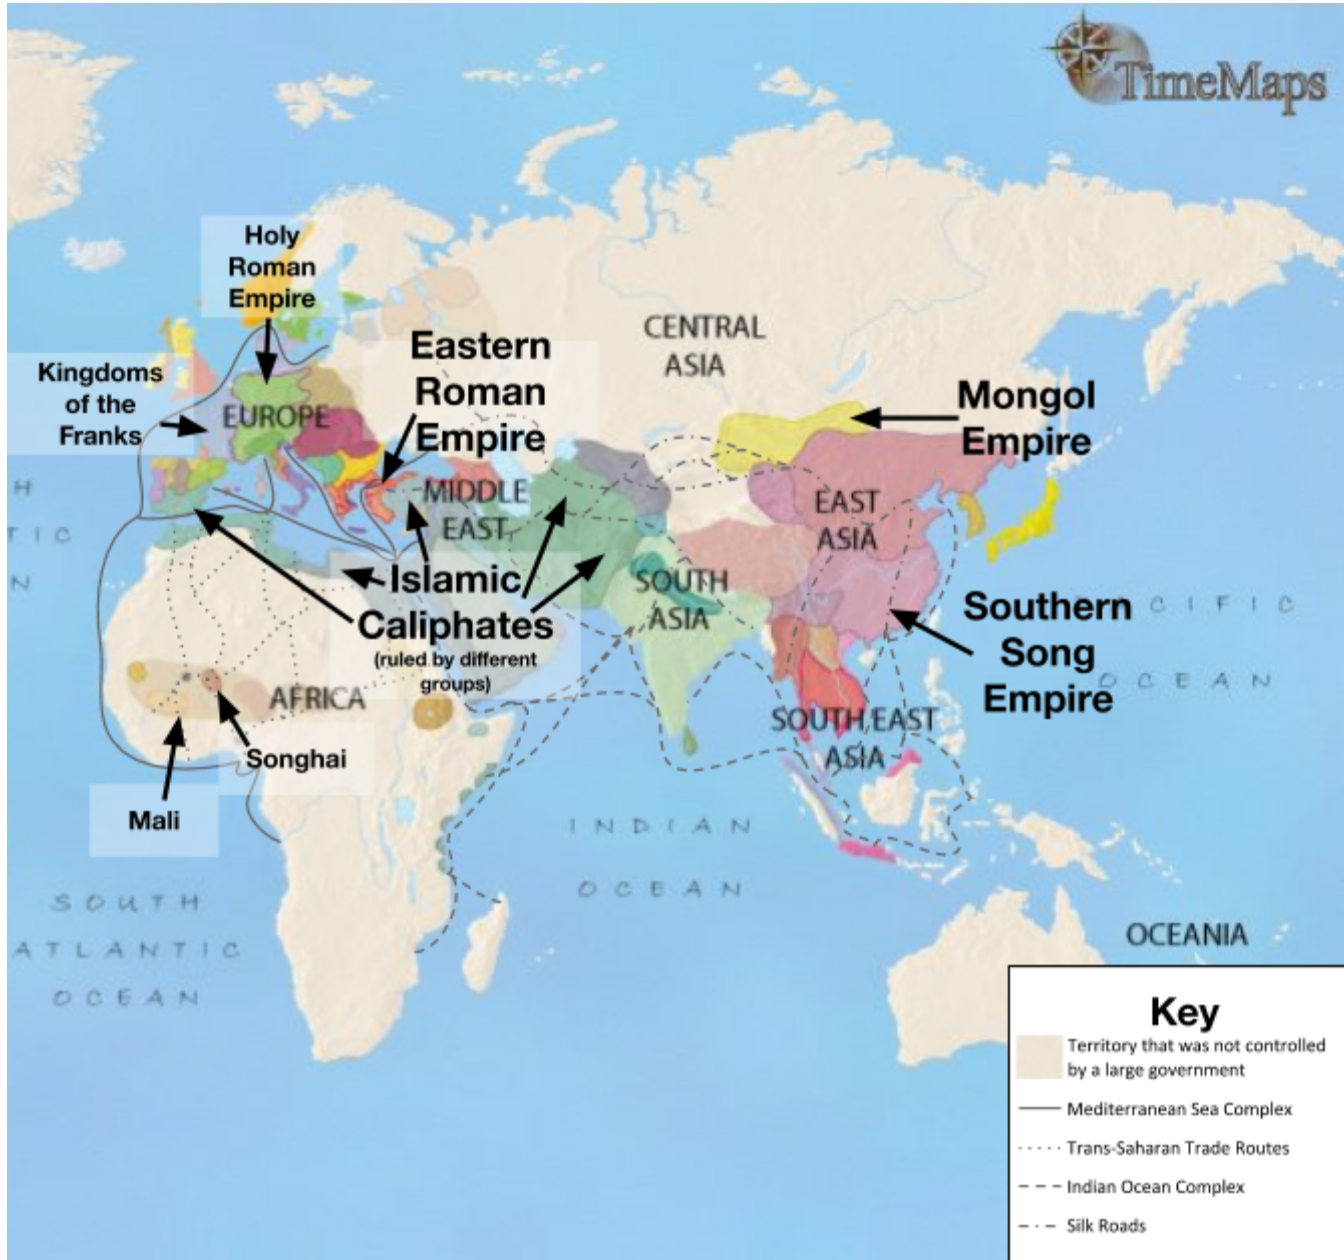 TimeMaps
Holy
Roman
Empire
CENTRAL
ASIA
Eastern
Roman
Empire
Kingdoms
of the
Franks
EUROPE
Mongol
Empire
H
TIC
N
MIDDLE
EAST
EAST
ASIA
Islamic
Caliphates
(ruled by different
groups)
SOUTH
ASIA
Southern
Song
Empire
CIFIC
OCEAN
AFRICA
SOUTH EAST
ASIA
Songhai
Mali
INDIAN
OCEAN
SOUTH
ATLANTIC
OCEAN
OCEANIA
Key
Territory that was not controlled
by a large government
Mediterranean Sea Complex
Trans-Saharan Trade Routes
Indian Ocean Complex
Silk Roads